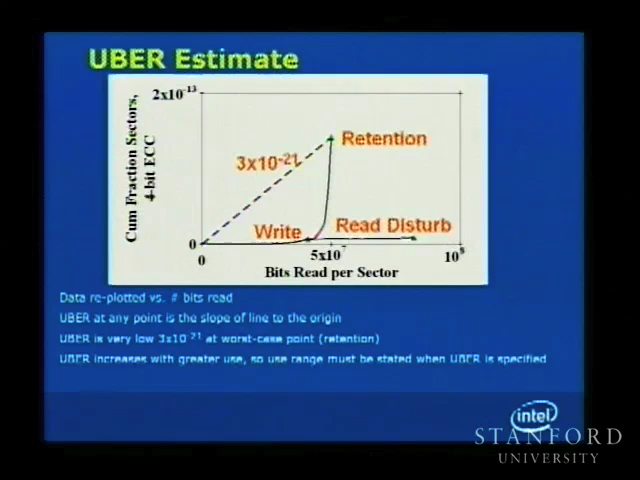 UBER Estimate
2x10⁻¹³
Cum Fraction Sectors,
4-bit ECC
Retention
3x10⁻²¹
Write
Read Disturb
0
0
5x10⁷
10⁸
Bits Read per Sector
Data re-plotted vs. # bits read
UBER at any point is the slope of line to the origin
UBER is very low 3x10⁻²¹ at worst-case point (retention)
UBER increases with greater use, so use range must be stated when UBER is specified
intel
STANFORD
UNIVERSITY